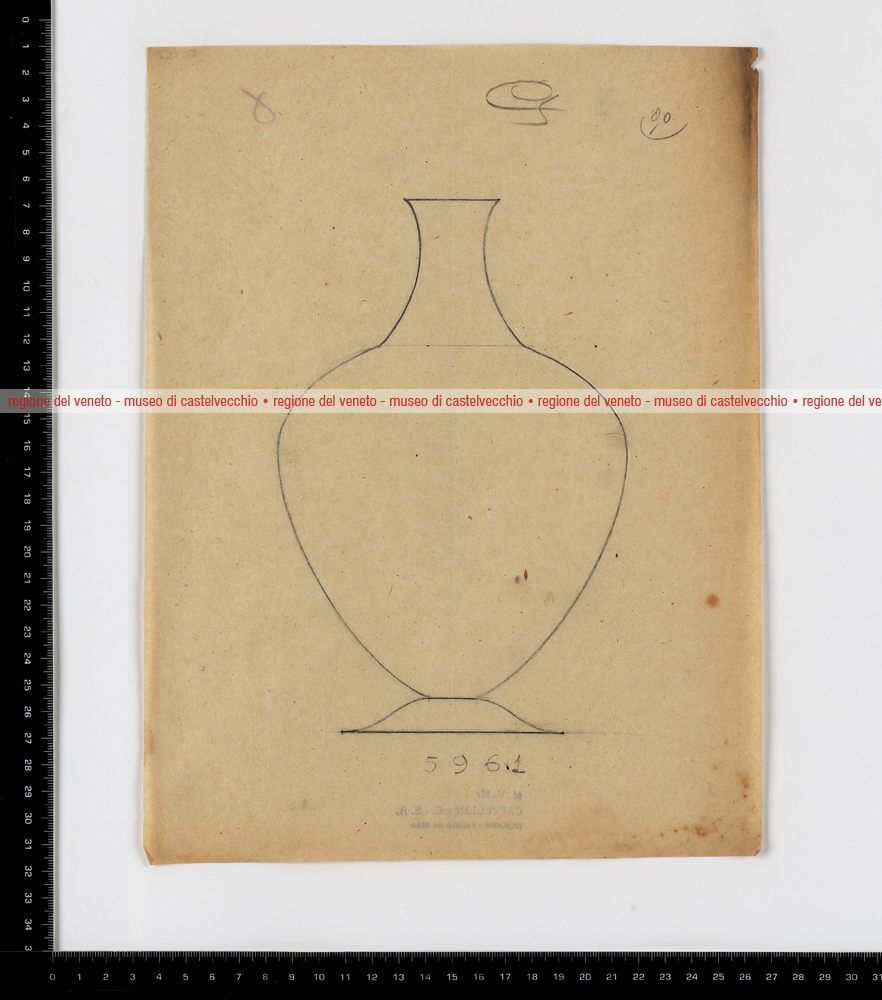 8
90
regione del veneto - museo di castelvecchio • regione del veneto - museo di castelvecchio • regione del veneto - museo di castelvecchio • regione del ve
5961
M.V.M.
CAPPELLIN & C. - S.A.
0 1 2 3 4 5 6 7 8 9 10 11 12 13 14 15 16 17 18 19 20 21 22 23 24 25 26 27 28 29 30 31 32 33 34 3
0 1 2 3 4 5 6 7 8 9 10 11 12 13 14 15 16 17 18 19 20 21 22 23 24 25 26 27 28 29 30 31